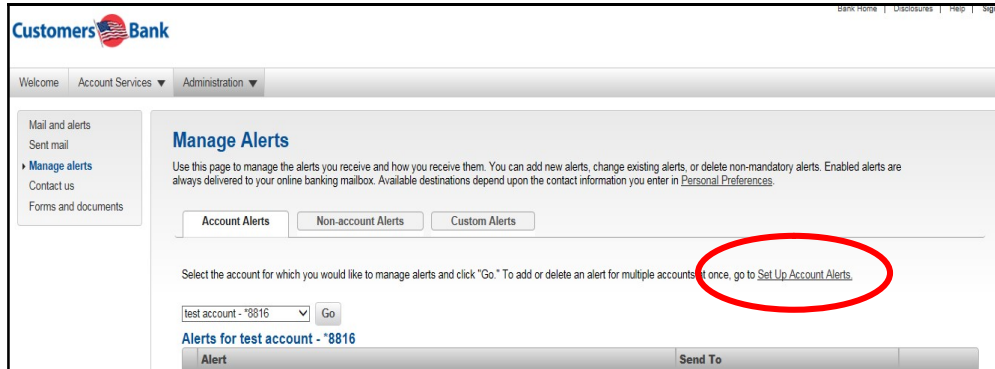 Bank Home | Disclosures | Help | Sig
Customers Bank
Welcome Account Services ▼ Administration ▼
Mail and alerts
Sent mail
Manage alerts
Contact us
Forms and documents
Manage Alerts
Use this page to manage the alerts you receive and how you receive them. You can add new alerts, change existing alerts, or delete non-mandatory alerts. Enabled alerts are
always delivered to your online banking mailbox. Available destinations depend upon the contact information you enter in Personal Preferences.
Account Alerts Non-account Alerts Custom Alerts
Select the account for which you would like to manage alerts and click "Go." To add or delete an alert for multiple accounts at once, go to Set Up Account Alerts.
test account - *8816 Go
Alerts for test account - *8816
Alert Send To